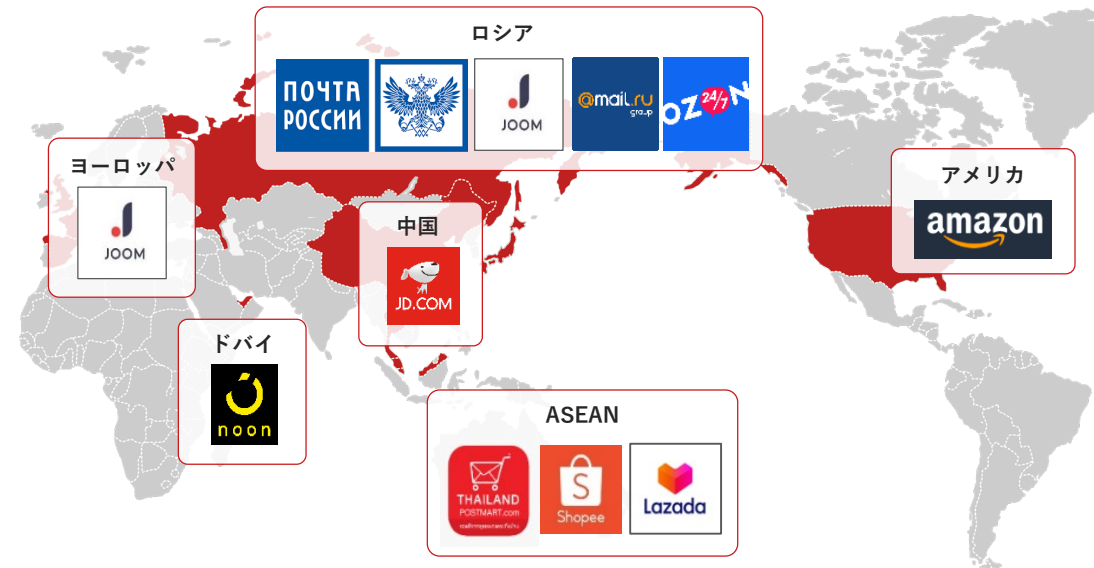 ロシア
ПОЧТА
РОССИИ
JOOM
@mail.ru
group
OZON
24/7
ヨーロッパ
JOOM
中国
JD.COM
アメリカ
amazon
ドバイ
noon
ASEAN
THAILAND
POSTMART.com
S
Shopee
Lazada